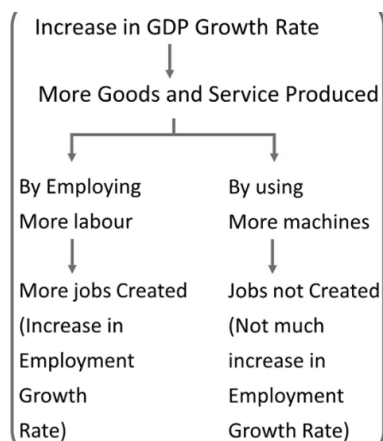 Increase in GDP Growth Rate
More Goods and Service Produced
By Employing
More labour
More jobs Created
(Increase in
Employment
Growth
Rate)
By using
More machines
Jobs not Created
(Not much
increase in
Employment
Growth Rate)